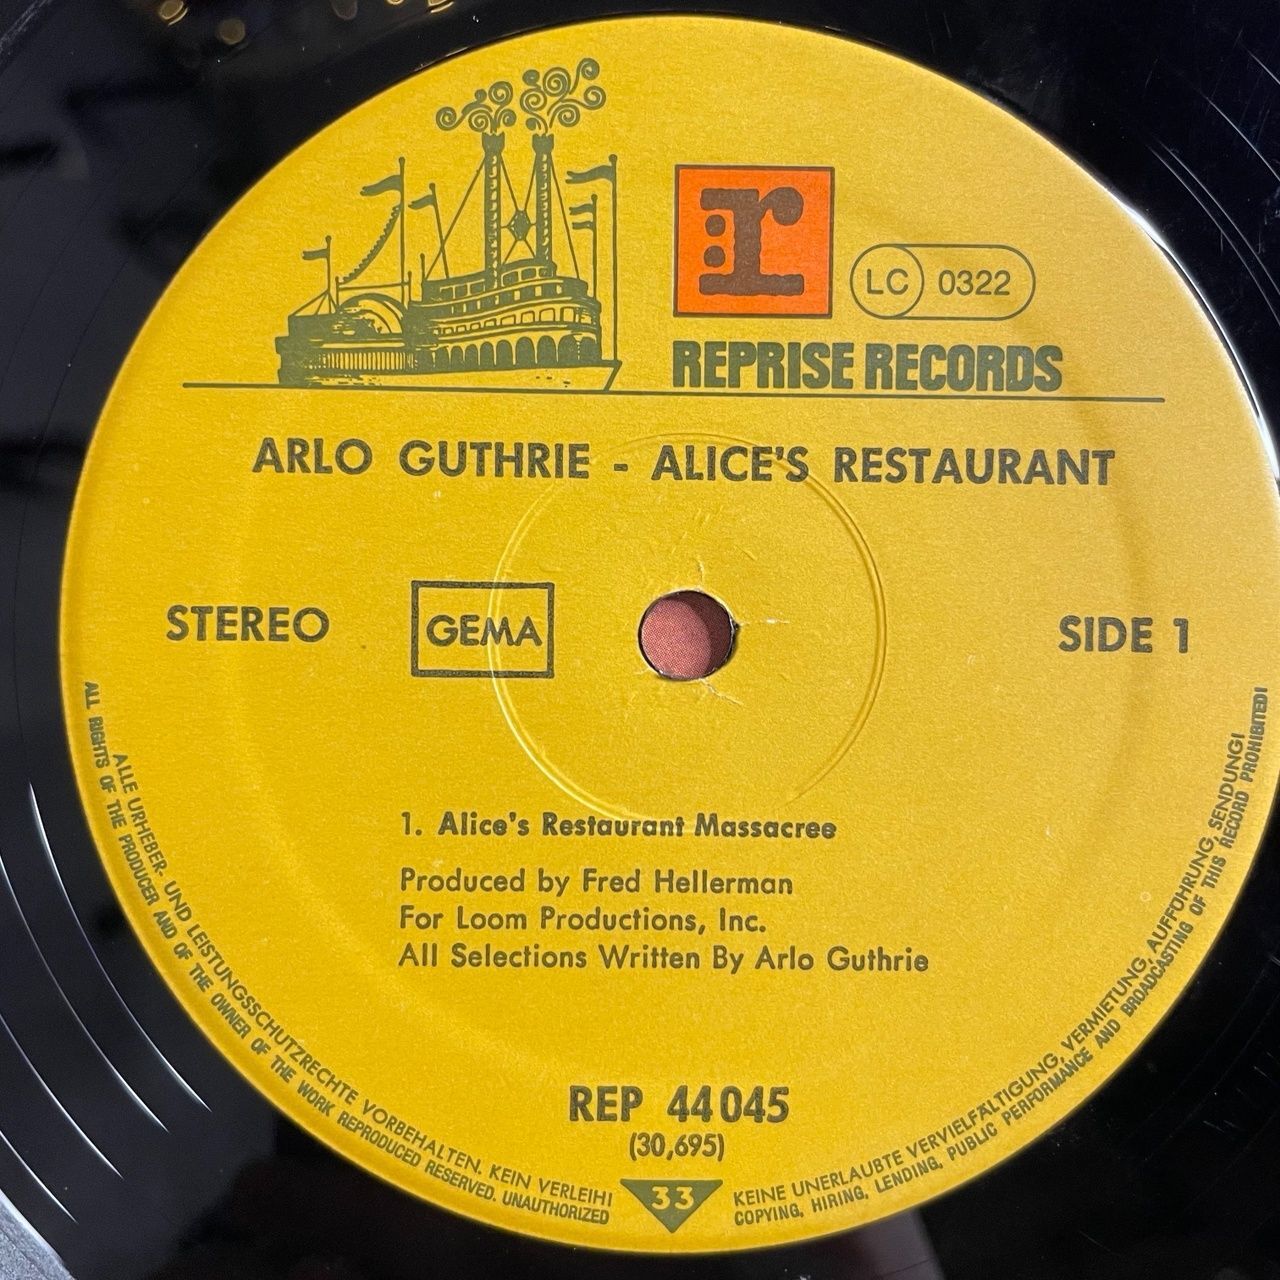 r
LC 0322
REPRISE RECORDS
ARLO GUTHRIE - ALICE'S RESTAURANT
STEREO
GEMA
SIDE 1
1. Alice's Restaurant Massacree
Produced by Fred Hellerman
For Loom Productions, Inc.
All Selections Written By Arlo Guthrie
REP 44 045
(30,695)
33
ALLE URHEBER- UND LEISTUNGSSCHUTZRECHTE VORBEHALTEN. KEIN VERLEIH!
KEINE UNERLAUBTE VERVIELFÄLTIGUNG, VERMIETUNG, AUFFÜHRUNG, SENDUNG!
ALL RIGHTS OF THE PRODUCER AND OF THE OWNER OF THE WORK REPRODUCED RESERVED. UNAUTHORIZED
COPYING, HIRING, LENDING, PUBLIC PERFORMANCE AND BROADCASTING OF THIS RECORD PROHIBITED!